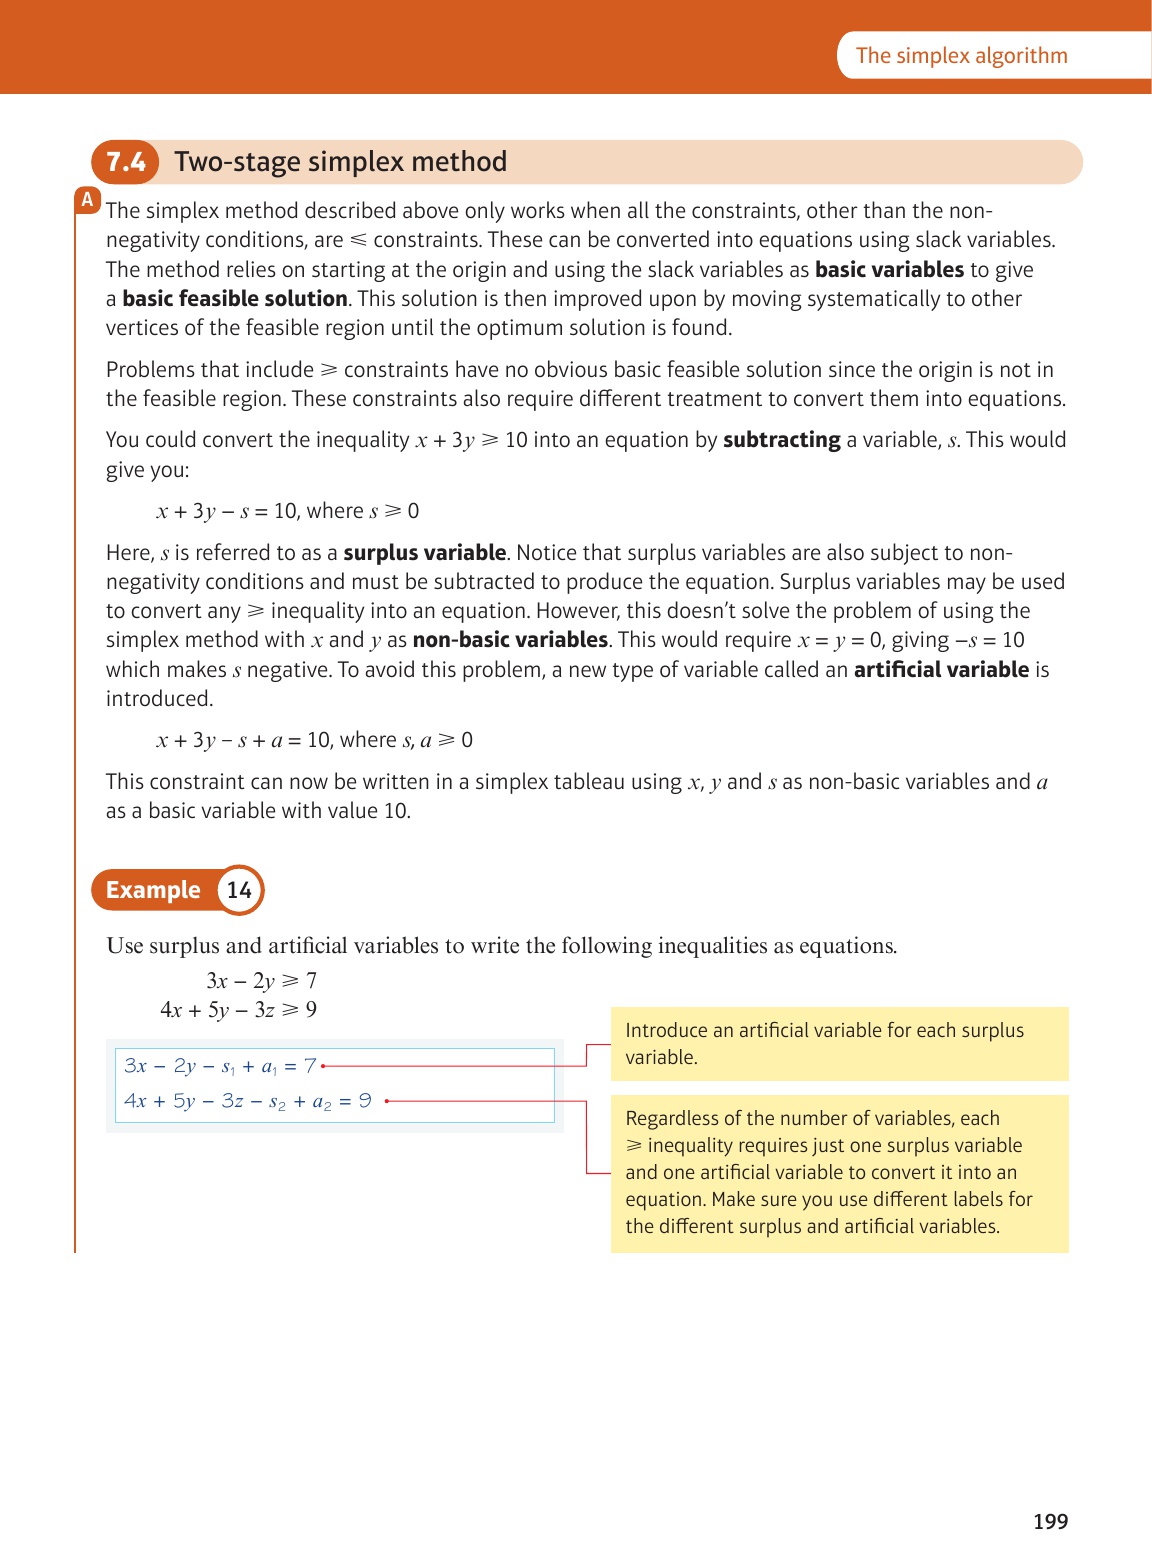 The simplex algorithm
7.4 Two-stage simplex method
A
The simplex method described above only works when all the constraints, other than the non-
negativity conditions, are ⩽ constraints. These can be converted into equations using slack variables.
The method relies on starting at the origin and using the slack variables as basic variables to give
a basic feasible solution. This solution is then improved upon by moving systematically to other
vertices of the feasible region until the optimum solution is found.
Problems that include ⩾ constraints have no obvious basic feasible solution since the origin is not in
the feasible region. These constraints also require different treatment to convert them into equations.
You could convert the inequality x + 3y ⩾ 10 into an equation by subtracting a variable, s. This would
give you:
x + 3y − s = 10, where s ⩾ 0
Here, s is referred to as a surplus variable. Notice that surplus variables are also subject to non-
negativity conditions and must be subtracted to produce the equation. Surplus variables may be used
to convert any ⩾ inequality into an equation. However, this doesn’t solve the problem of using the
simplex method with x and y as non-basic variables. This would require x = y = 0, giving −s = 10
which makes s negative. To avoid this problem, a new type of variable called an artificial variable is
introduced.
x + 3y − s + a = 10, where s, a ⩾ 0
This constraint can now be written in a simplex tableau using x, y and s as non-basic variables and a
as a basic variable with value 10.
Example 14
Use surplus and artificial variables to write the following inequalities as equations.
3x − 2y ⩾ 7
4x + 5y − 3z ⩾ 9
3x − 2y − s₁ + a₁ = 7
4x + 5y − 3z − s₂ + a₂ = 9
Introduce an artificial variable for each surplus
variable.
Regardless of the number of variables, each
⩾ inequality requires just one surplus variable
and one artificial variable to convert it into an
equation. Make sure you use different labels for
the different surplus and artificial variables.
199